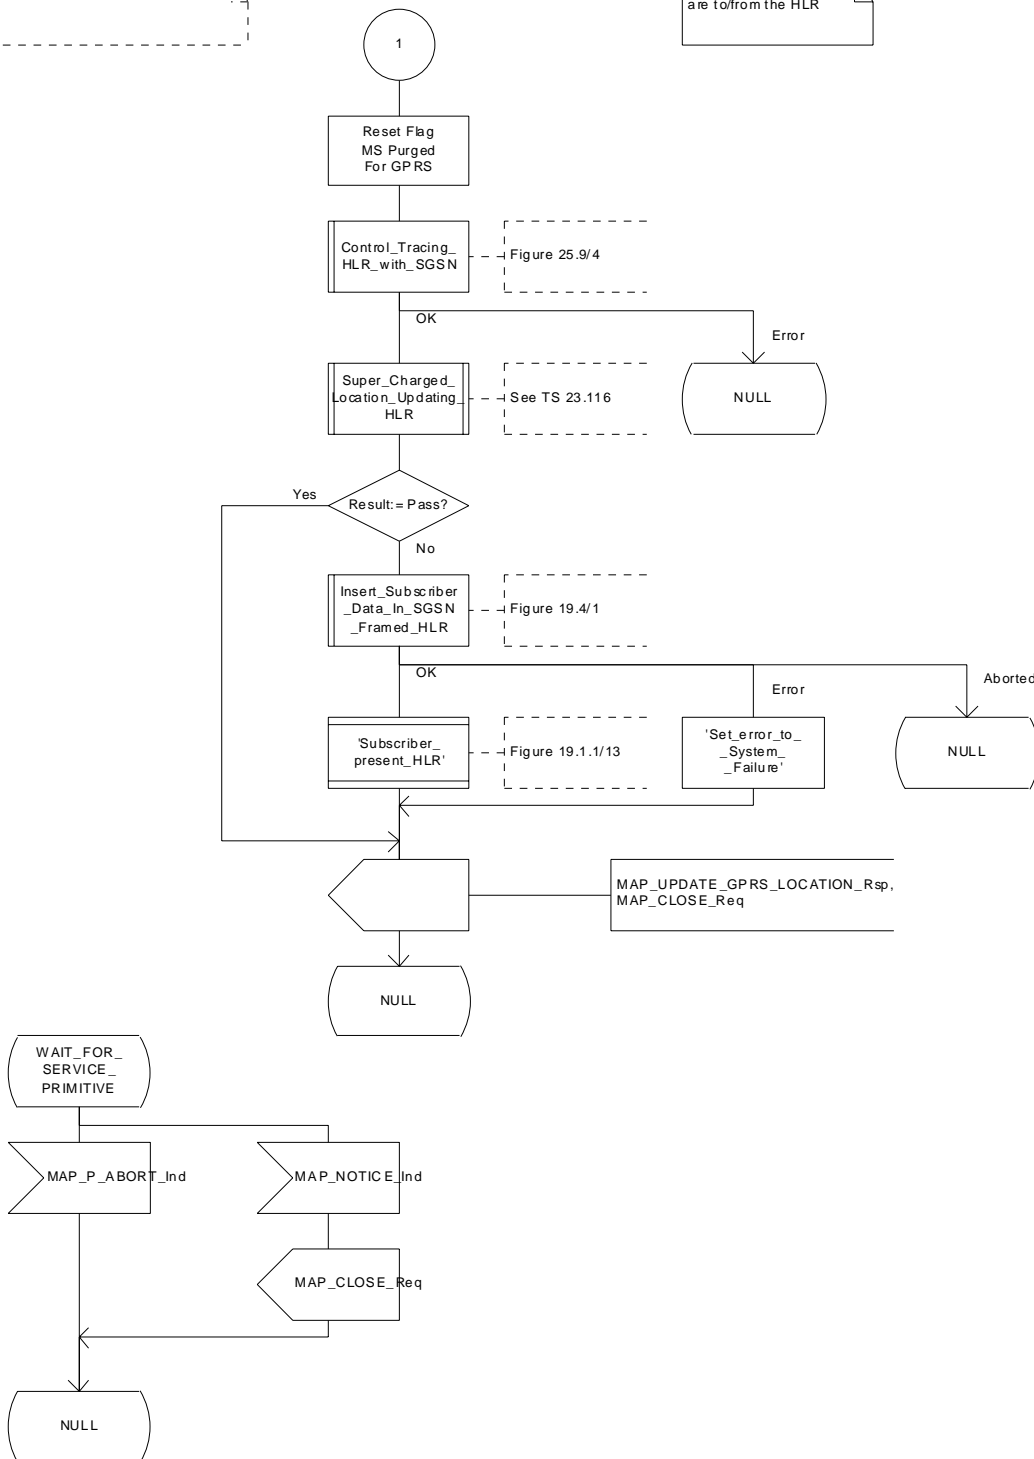 are to/from the HLR
1
Reset Flag
MS Purged
For GPRS
Control_Tracing_
HLR_with_SGSN
Figure 25.9/4
OK
Error
Super_Charged_
Location_Updating_
HLR
See TS 23.116
NULL
Yes
Result:= Pass?
No
Insert_Subscriber
_Data_In_SGSN
_Framed_HLR
Figure 19.4/1
OK
Error
Aborted
'Subscriber_
present_HLR'
Figure 19.1.1/13
'Set_error_to_
_System_
_Failure'
NULL
MAP_UPDATE_GPRS_LOCATION_Rsp,
MAP_CLOSE_Req
NULL
WAIT_FOR_
SERVICE_
PRIMITIVE
MAP_P_ABORT_Ind
MAP_NOTICE_Ind
MAP_CLOSE_Req
NULL